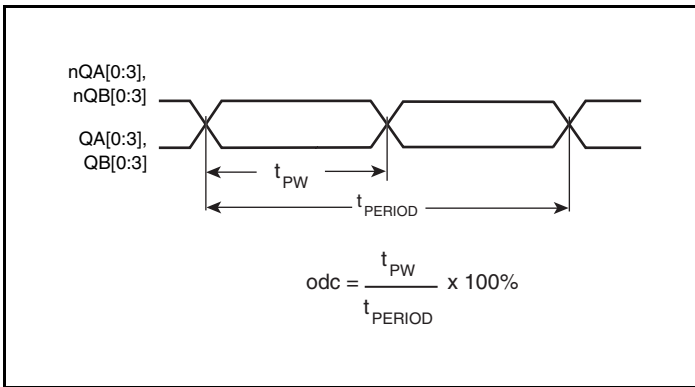 nQA[0:3],
nQB[0:3]
QA[0:3],
QB[0:3]
tPW
tPERIOD
odc = tPW / tPERIOD x 100%